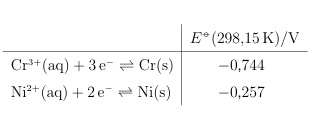 E⦵(298,15 K)/V
Cr³⁺(aq) + 3 e⁻ ⇌ Cr(s) −0,744
Ni²⁺(aq) + 2 e⁻ ⇌ Ni(s) −0,257